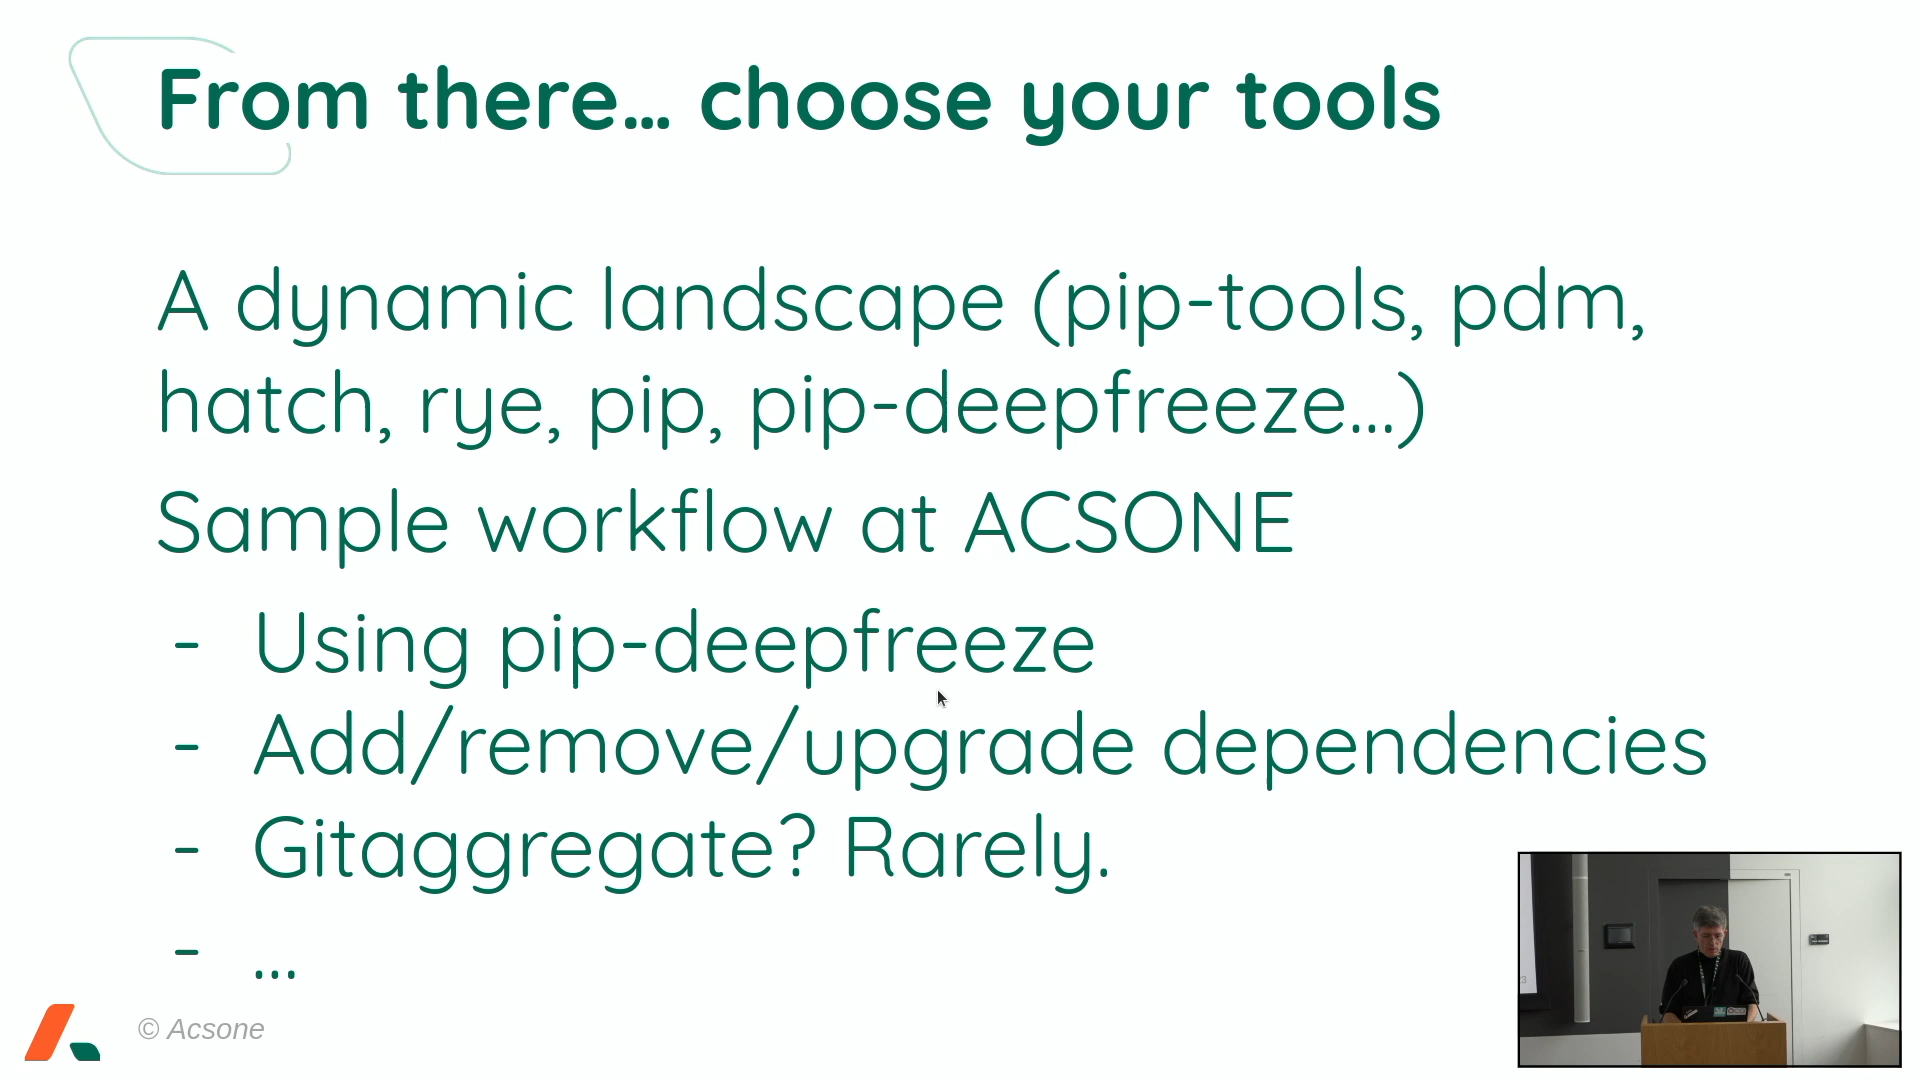 From there… choose your tools
A dynamic landscape (pip-tools, pdm,
hatch, rye, pip, pip-deepfreeze…)
Sample workflow at ACSONE
- Using pip-deepfreeze
- Add/remove/upgrade dependencies
- Gitaggregate? Rarely.
- …
© Acsone